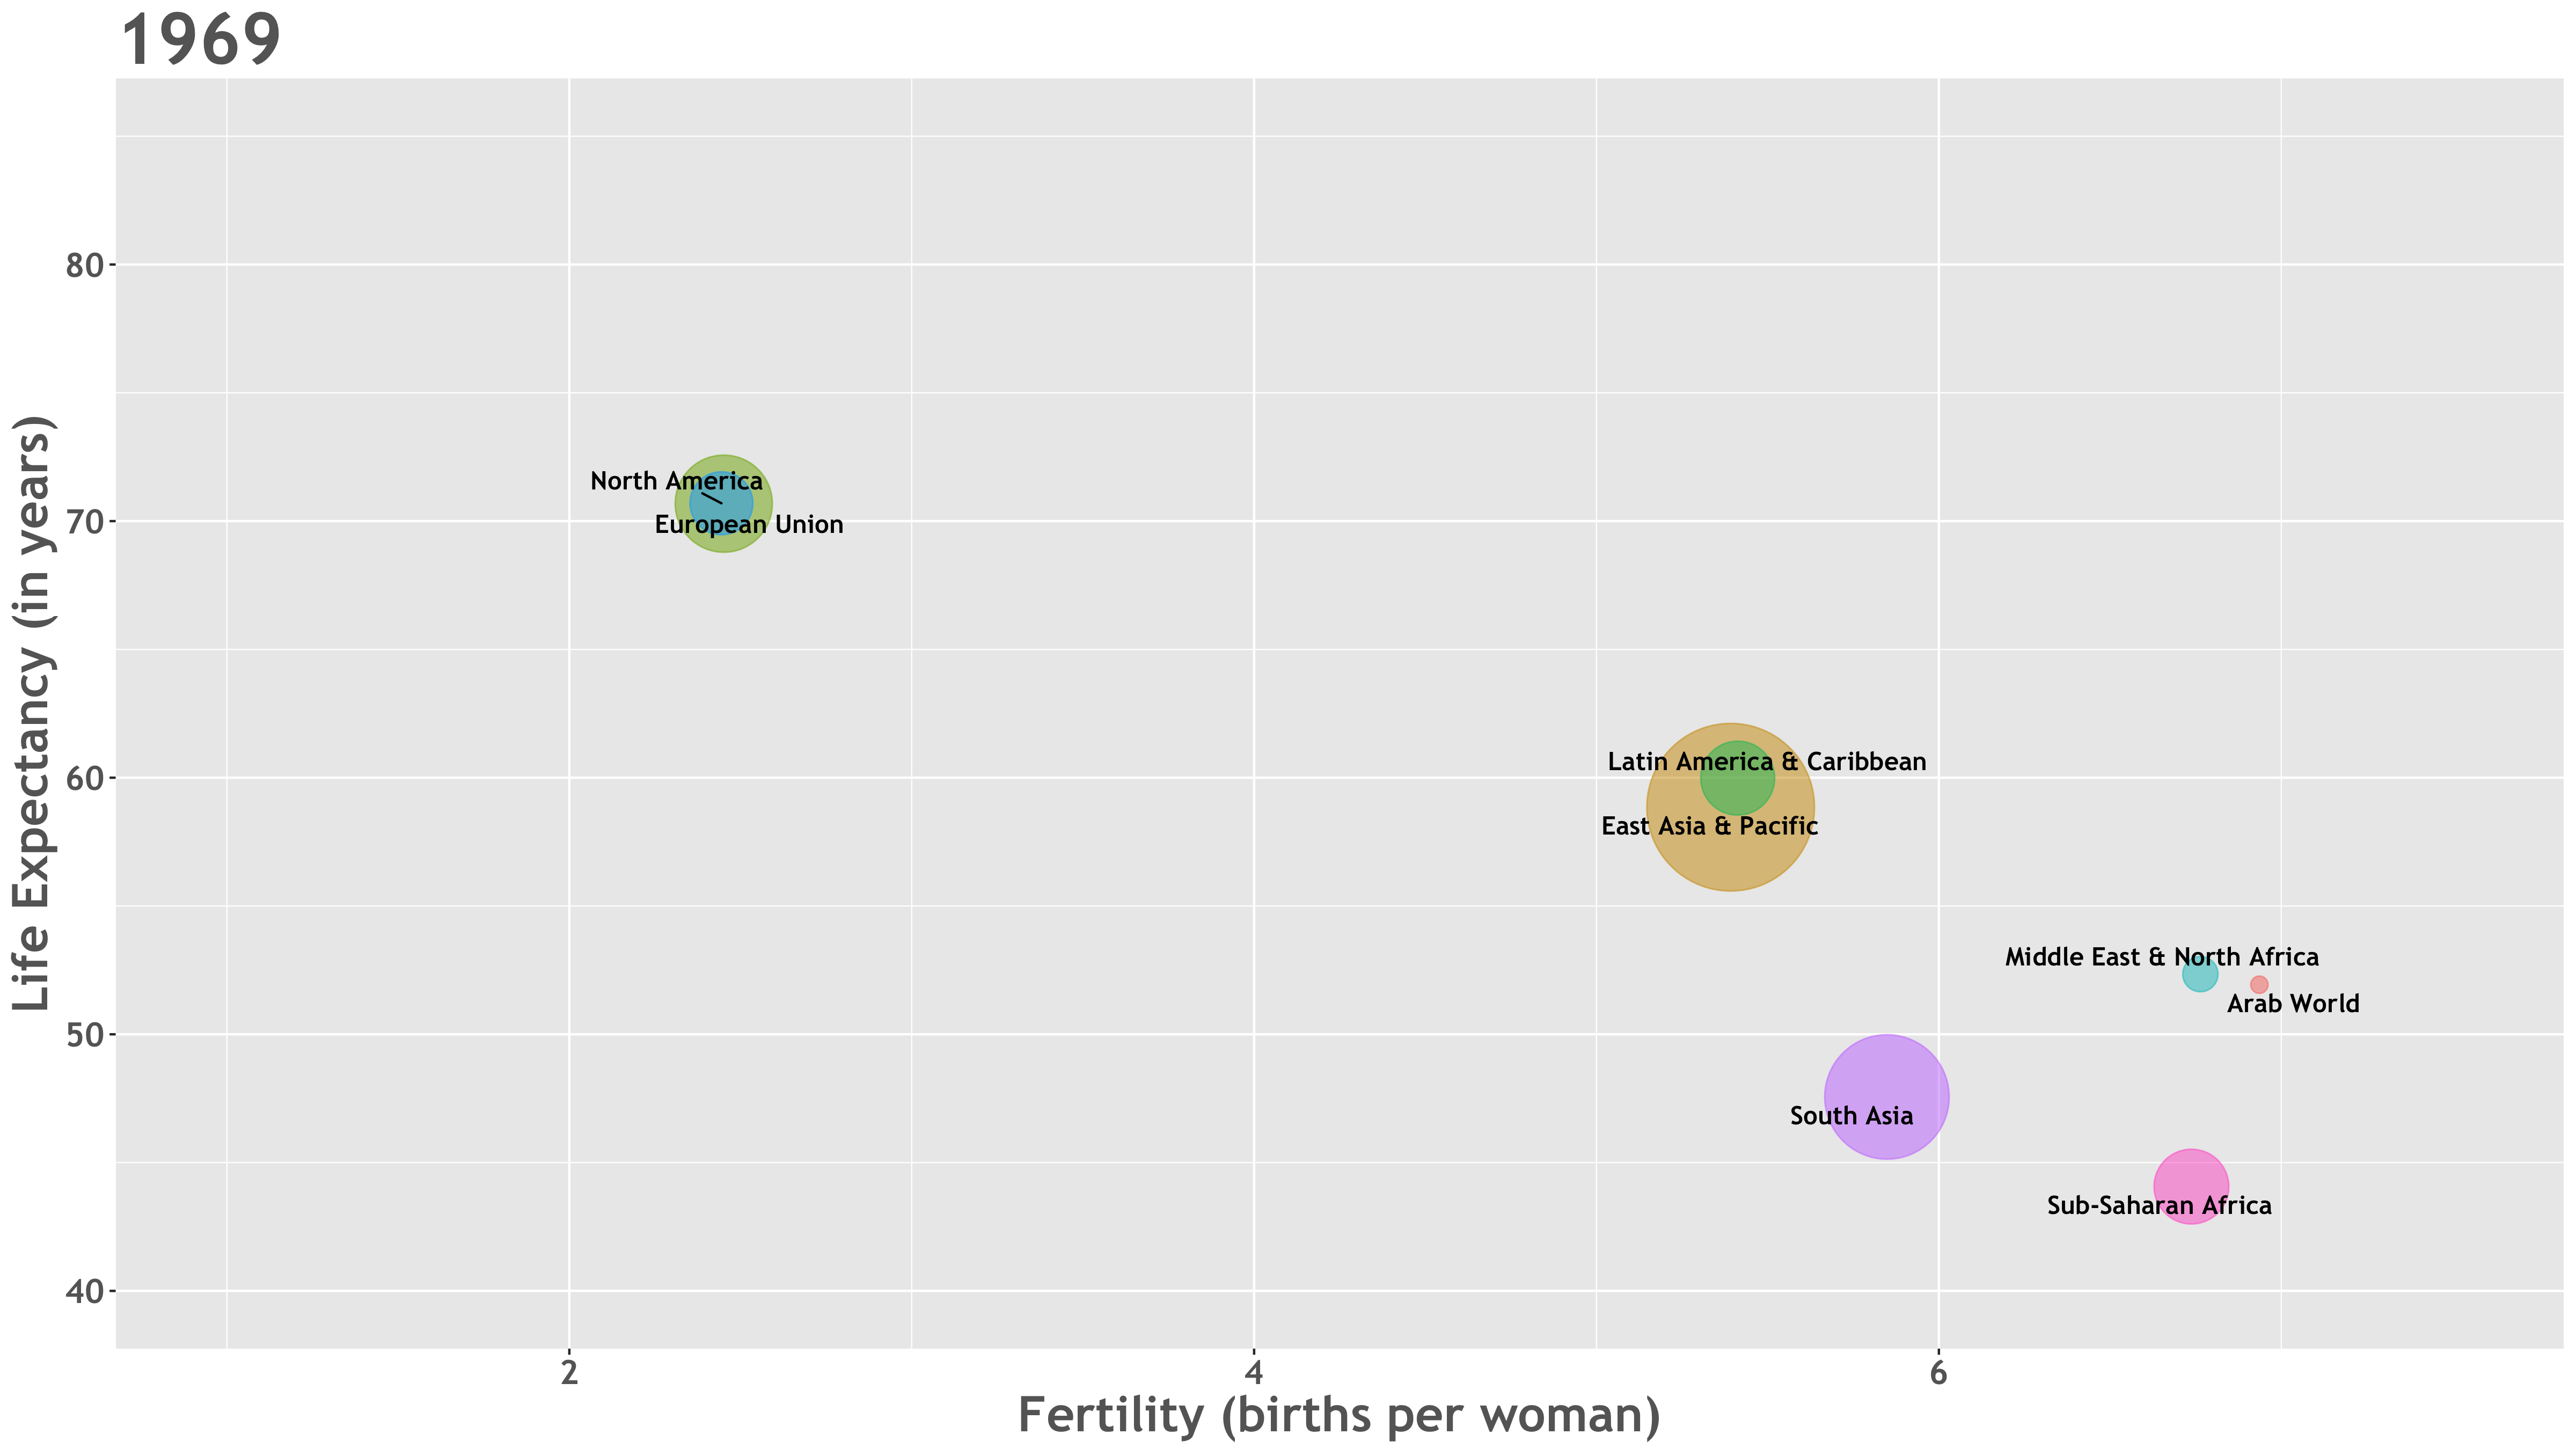 1969
Life Expectancy (in years)
80
70
60
50
40
North America
European Union
Latin America & Caribbean
East Asia & Pacific
Middle East & North Africa
Arab World
South Asia
Sub-Saharan Africa
2
4
6
Fertility (births per woman)